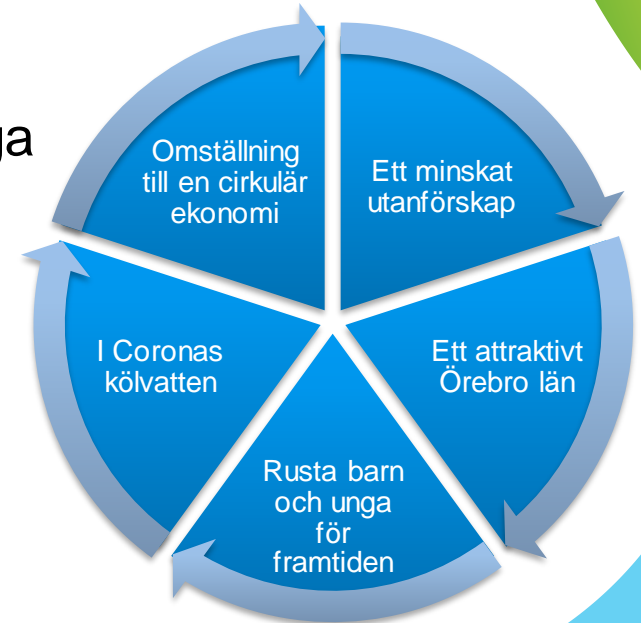 ga
Omställning
till en cirkulär
ekonomi
Ett minskat
utanförskap
Ett attraktivt
Örebro län
Rusta barn
och unga
för
framtiden
I Coronas
kölvatten